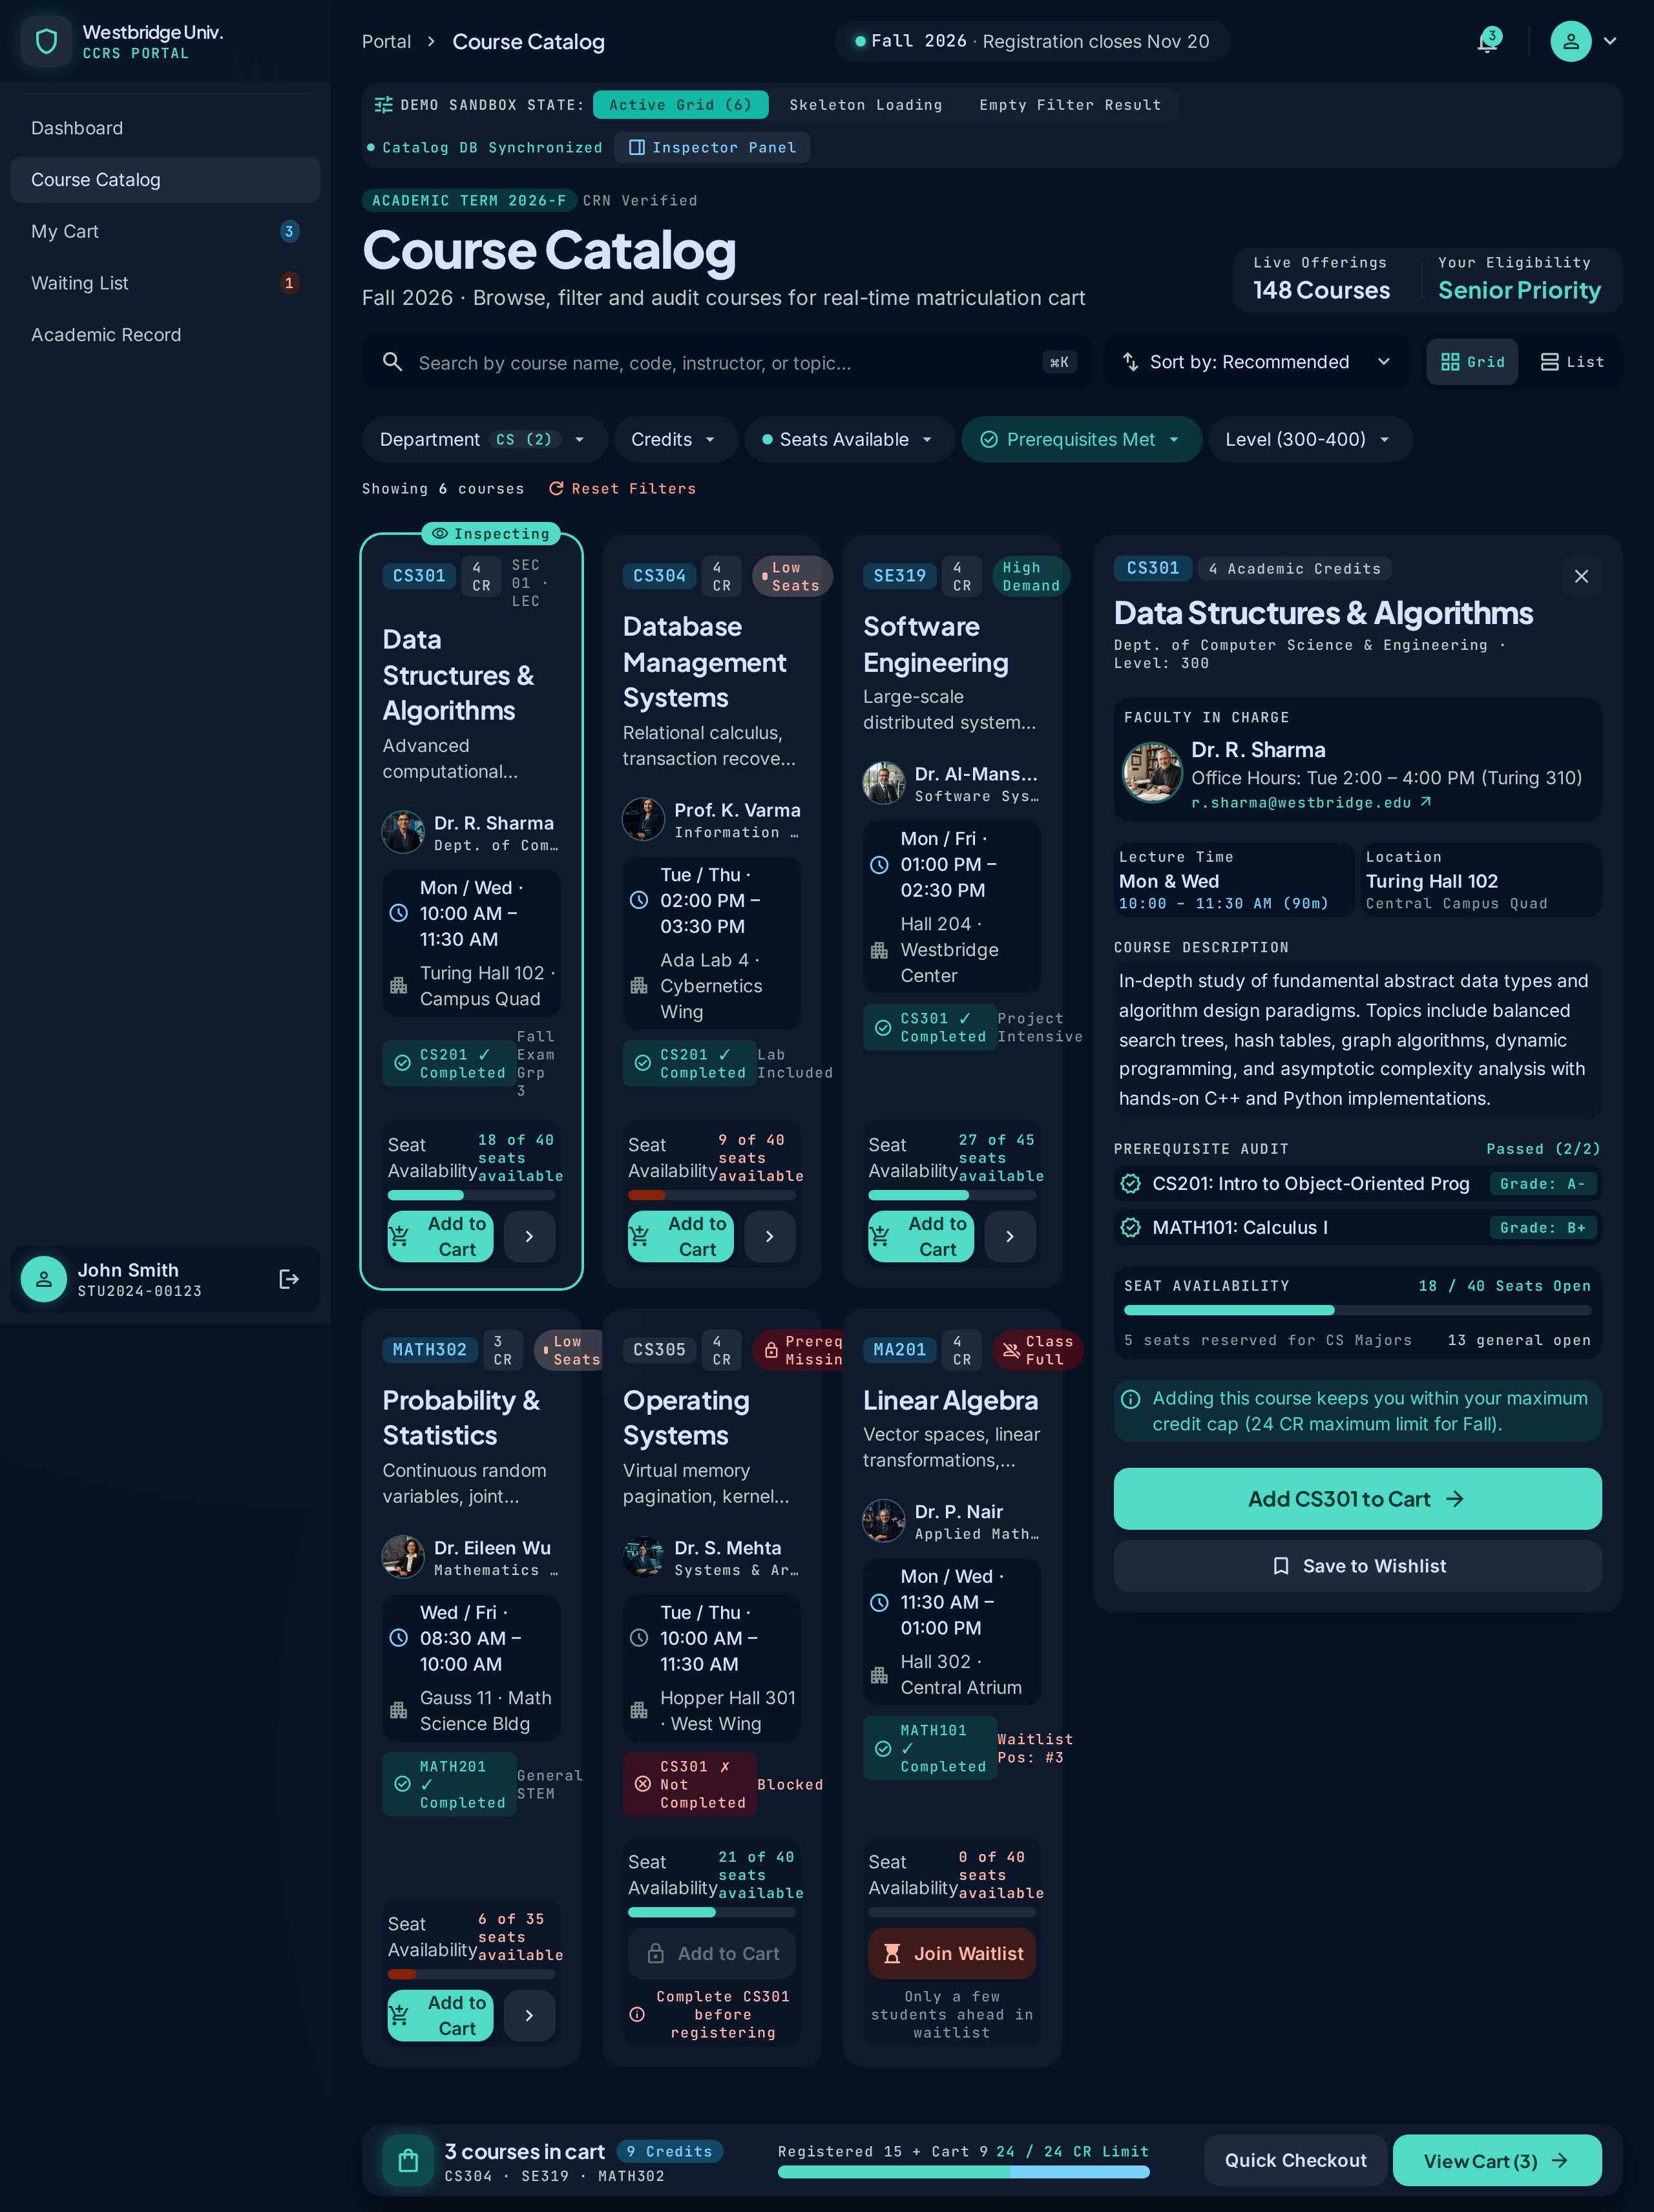 Westbridge Univ.
CCRS PORTAL
Dashboard
Course Catalog
My Cart 3
Waiting List 1
Academic Record
John Smith
STU2024-00123
Portal > Course Catalog
Fall 2026 · Registration closes Nov 20
3
DEMO SANDBOX STATE: Active Grid (6) Skeleton Loading Empty Filter Result
Catalog DB Synchronized Inspector Panel
ACADEMIC TERM 2026-F CRN Verified
Course Catalog
Fall 2026 · Browse, filter and audit courses for real-time matriculation cart
Live Offerings
148 Courses
Your Eligibility
Senior Priority
Search by course name, code, instructor, or topic... ⌘K
Sort by: Recommended
Grid List
Department CS (2) Credits Seats Available Prerequisites Met Level (300-400)
Showing 6 courses Reset Filters
Inspecting
CS301
4
CR
SEC
01 ·
LEC
Data
Structures &
Algorithms
Advanced
computational...
Dr. R. Sharma
Dept. of Com…
Mon / Wed ·
10:00 AM –
11:30 AM
Turing Hall 102 ·
Campus Quad
CS201 ✓
Completed
Fall
Exam
Grp
3
Seat
Availability
18 of 40
seats
available
Add to
Cart
CS304
4
CR
Low
Seats
Database
Management
Systems
Relational calculus,
transaction recove...
Prof. K. Varma
Information …
Tue / Thu ·
02:00 PM –
03:30 PM
Ada Lab 4 ·
Cybernetics
Wing
CS201 ✓
Completed
Lab
Included
Seat
Availability
9 of 40
seats
available
Add to
Cart
SE319
4
CR
High
Demand
Software
Engineering
Large-scale
distributed system...
Dr. Al-Mans...
Software Sys…
Mon / Fri ·
01:00 PM –
02:30 PM
Hall 204 ·
Westbridge
Center
CS301 ✓
Completed
Project
Intensive
Seat
Availability
27 of 45
seats
available
Add to
Cart
MATH302
3
CR
Low
Seats
Probability &
Statistics
Continuous random
variables, joint...
Dr. Eileen Wu
Mathematics …
Wed / Fri ·
08:30 AM –
10:00 AM
Gauss 11 · Math
Science Bldg
MATH201
✓
Completed
General
STEM
Seat
Availability
6 of 35
seats
available
Add to
Cart
CS305
4
CR
Prereq
Missin
Operating
Systems
Virtual memory
pagination, kernel...
Dr. S. Mehta
Systems & Ar…
Tue / Thu ·
10:00 AM –
11:30 AM
Hopper Hall 301
· West Wing
CS301 ✗
Not
Completed
Blocked
Seat
Availability
21 of 40
seats
available
Add to Cart
Complete CS301
before
registering
MA201
4
CR
Class
Full
Linear Algebra
Vector spaces, linear
transformations,...
Dr. P. Nair
Applied Math…
Mon / Wed ·
11:30 AM –
01:00 PM
Hall 302 ·
Central Atrium
MATH101
✓
Completed
Waitlist
Pos: #3
Seat
Availability
0 of 40
seats
available
Join Waitlist
Only a few
students ahead in
waitlist
CS301 4 Academic Credits
Data Structures & Algorithms
Dept. of Computer Science & Engineering ·
Level: 300
FACULTY IN CHARGE
Dr. R. Sharma
Office Hours: Tue 2:00 – 4:00 PM (Turing 310)
r.sharma@westbridge.edu
Lecture Time
Mon & Wed
10:00 – 11:30 AM (90m)
Location
Turing Hall 102
Central Campus Quad
COURSE DESCRIPTION
In-depth study of fundamental abstract data types and
algorithm design paradigms. Topics include balanced
search trees, hash tables, graph algorithms, dynamic
programming, and asymptotic complexity analysis with
hands-on C++ and Python implementations.
PREREQUISITE AUDIT Passed (2/2)
CS201: Intro to Object-Oriented Prog Grade: A-
MATH101: Calculus I Grade: B+
SEAT AVAILABILITY 18 / 40 Seats Open
5 seats reserved for CS Majors 13 general open
Adding this course keeps you within your maximum
credit cap (24 CR maximum limit for Fall).
Add CS301 to Cart
Save to Wishlist
3 courses in cart 9 Credits
CS304 · SE319 · MATH302
Registered 15 + Cart 9 24 / 24 CR Limit
Quick Checkout
View Cart (3)